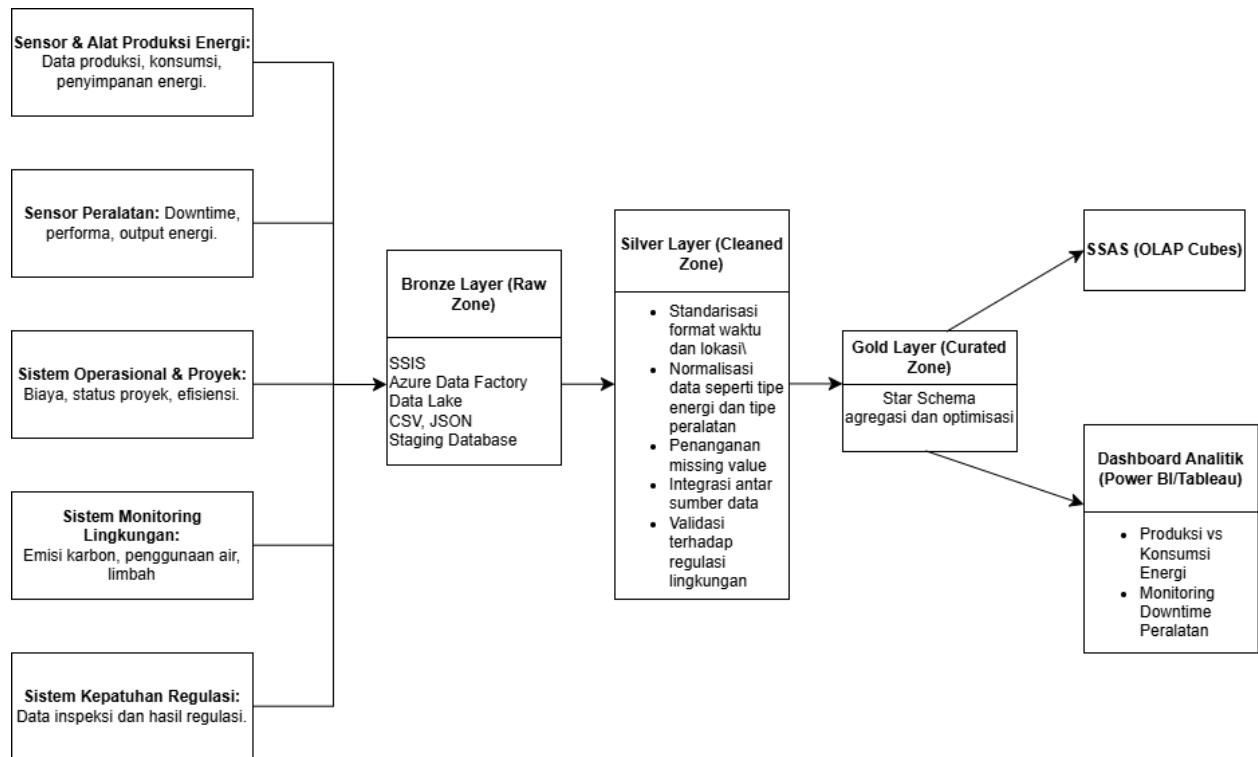 Sensor & Alat Produksi Energi:
Data produksi, konsumsi,
penyimpanan energi.
Sensor Peralatan: Downtime,
performa, output energi.
Sistem Operasional & Proyek:
Biaya, status proyek, efisiensi.
Sistem Monitoring
Lingkungan:
Emisi karbon, penggunaan air,
limbah
Sistem Kepatuhan Regulasi:
Data inspeksi dan hasil regulasi.
Bronze Layer (Raw
Zone)
SSIS
Azure Data Factory
Data Lake
CSV, JSON
Staging Database
Silver Layer (Cleaned
Zone)
• Standarisasi
format waktu
dan lokasi\
• Normalisasi
data seperti tipe
energi dan tipe
peralatan
• Penanganan
missing value
• Integrasi antar
sumber data
• Validasi
terhadap
regulasi
lingkungan
Gold Layer (Curated
Zone)
Star Schema
agregasi dan optimisasi
SSAS (OLAP Cubes)
Dashboard Analitik
(Power BI/Tableau)
• Produksi vs
Konsumsi
Energi
• Monitoring
Downtime
Peralatan